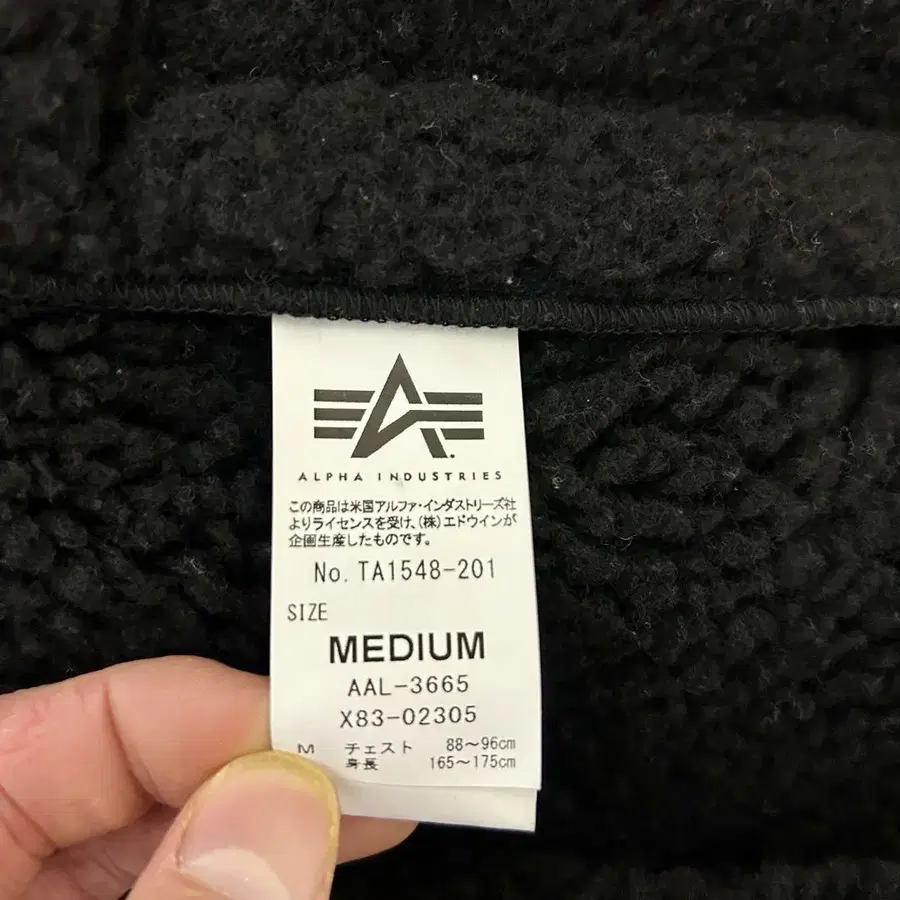 ALPHA INDUSTRIES
この商品は米国アルファ・インダストリーズ社
よりライセンスを受け、(株)エドウインが
企画生産したものです。
No. TA1548-201
SIZE
MEDIUM
AAL-3665
X83-02305
M チェスト 88〜96cm
身長 165〜175cm